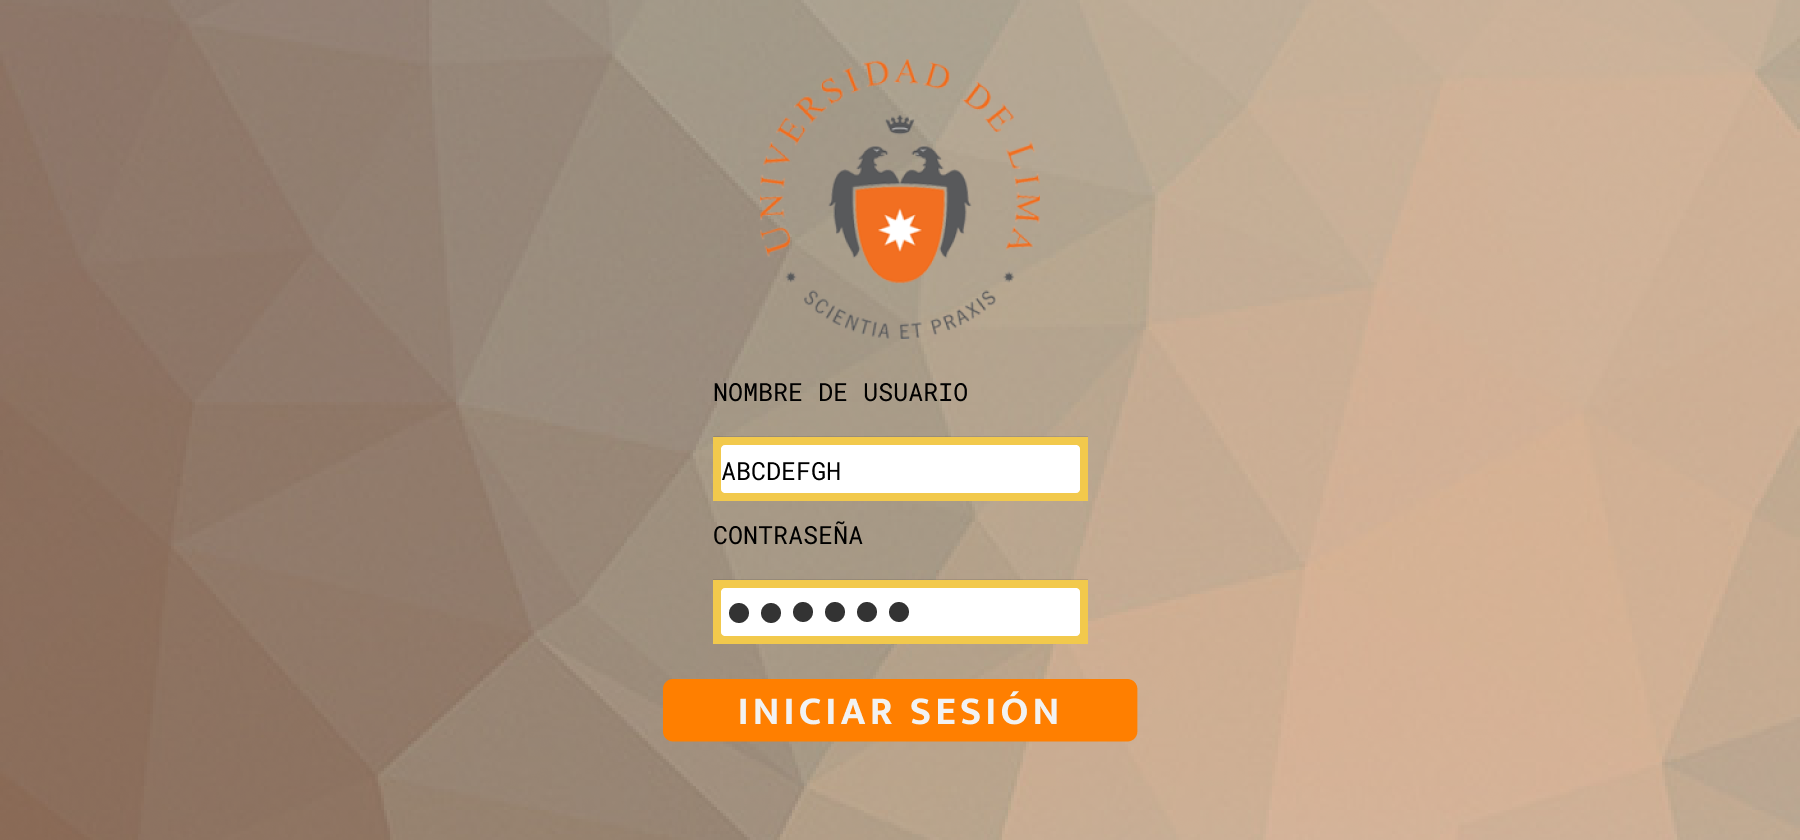 UNIVERSIDAD DE LIMA
SCIENTIA ET PRAXIS
NOMBRE DE USUARIO
ABCDEFGH
CONTRASEÑA
INICIAR SESIÓN